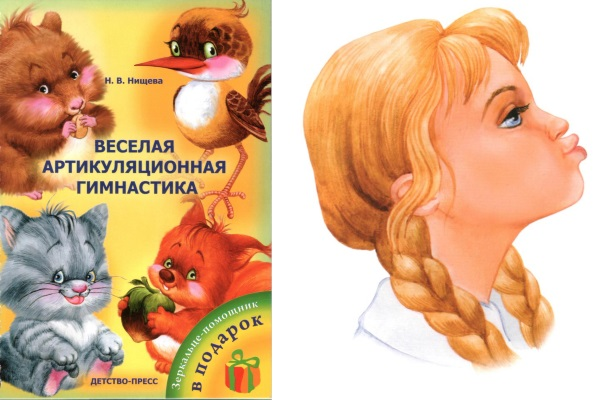 Н. В. Нищева
ВЕСЕЛАЯ
АРТИКУЛЯЦИОННАЯ
ГИМНАСТИКА
Зеркальце-помощник
в подарок
ДЕТСТВО-ПРЕСС